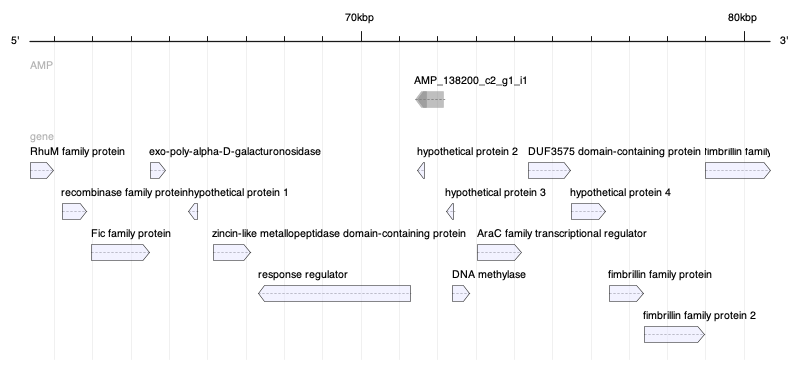 70kbp 80kbp
5' 3'
AMP
AMP_138200_c2_g1_i1
gene
RhuM family protein exo-poly-alpha-D-galacturonosidase hypothetical protein 2 DUF3575 domain-containing protein fimbrillin family
recombinase family protein hypothetical protein 1 hypothetical protein 3 hypothetical protein 4
Fic family protein zincin-like metallopeptidase domain-containing protein AraC family transcriptional regulator
response regulator DNA methylase fimbrillin family protein
fimbrillin family protein 2